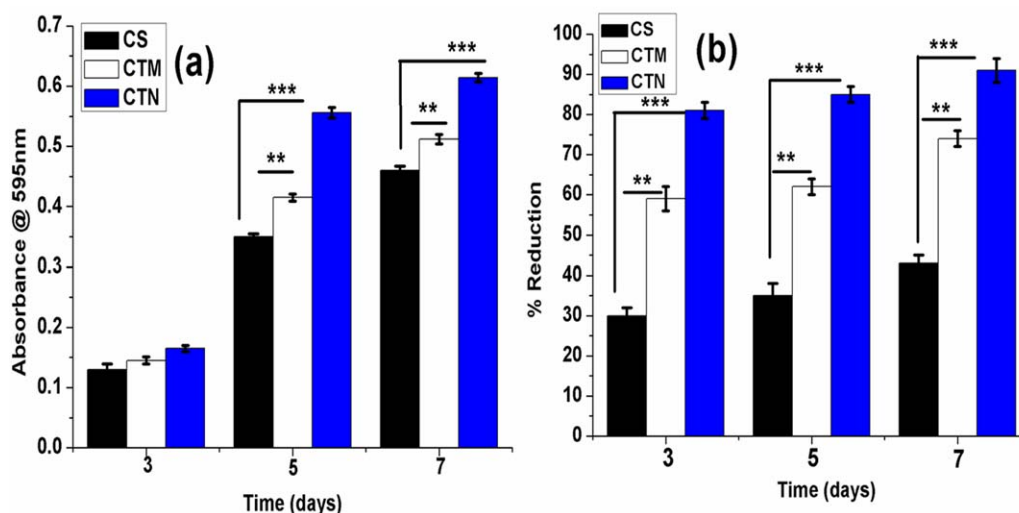 (a)
CS
CTM
CTN
Absorbance @ 595nm
0.7
0.6
0.5
0.4
0.3
0.2
0.1
0.0
***
**
***
**
3
5
7
Time (days)
(b)
CS
CTM
CTN
% Reduction
100
90
80
70
60
50
40
30
20
10
0
***
**
***
**
***
**
3
5
7
Time (days)